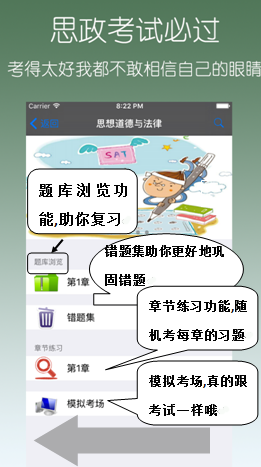 思政考试必过
考得太好我都不敢相信自己的眼睛
Carrier
8:22 PM
思想道德与法律
SAT
题库浏览功
能,助你复习
错题集助你更好地巩
固错题
题库浏览
第1章
章节练习功能,随
机考每章的习题
错题集
章节练习
第1章
模拟考场,真的跟
考试一样哦
模拟考场